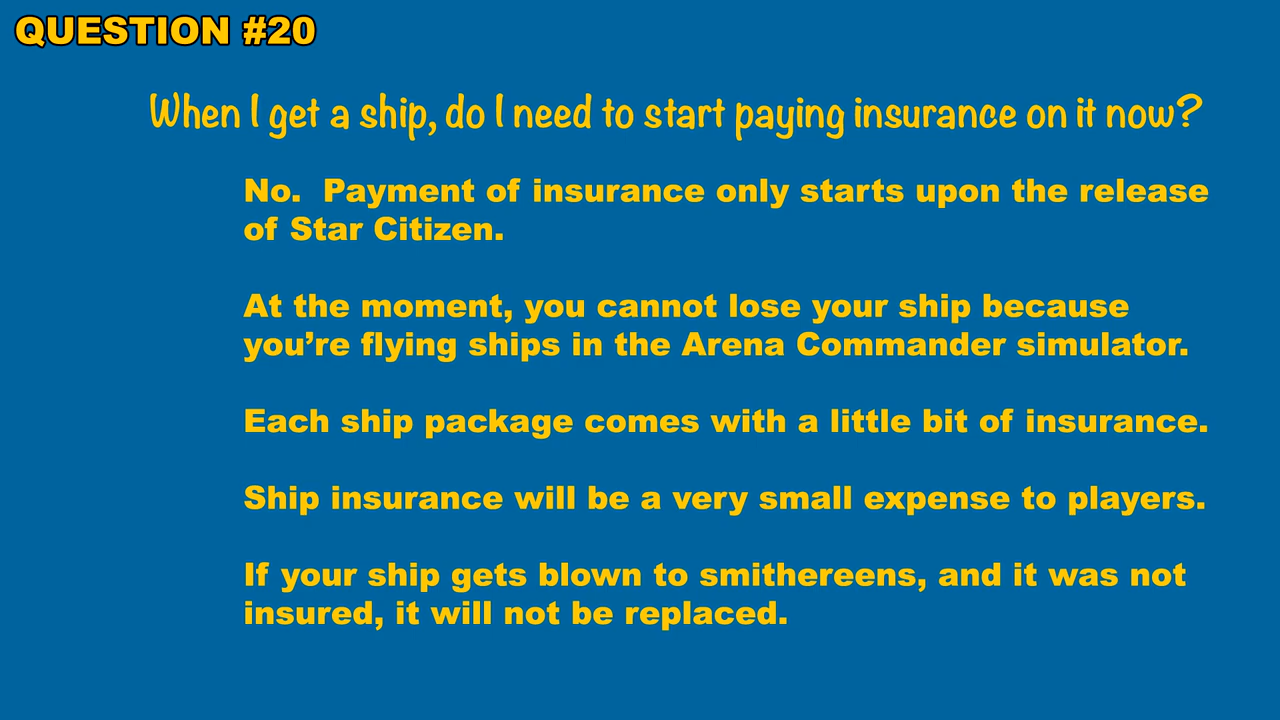 QUESTION #20
When I get a ship, do I need to start paying insurance on it now?
No.  Payment of insurance only starts upon the release
of Star Citizen.
At the moment, you cannot lose your ship because
you’re flying ships in the Arena Commander simulator.
Each ship package comes with a little bit of insurance.
Ship insurance will be a very small expense to players.
If your ship gets blown to smithereens, and it was not
insured, it will not be replaced.